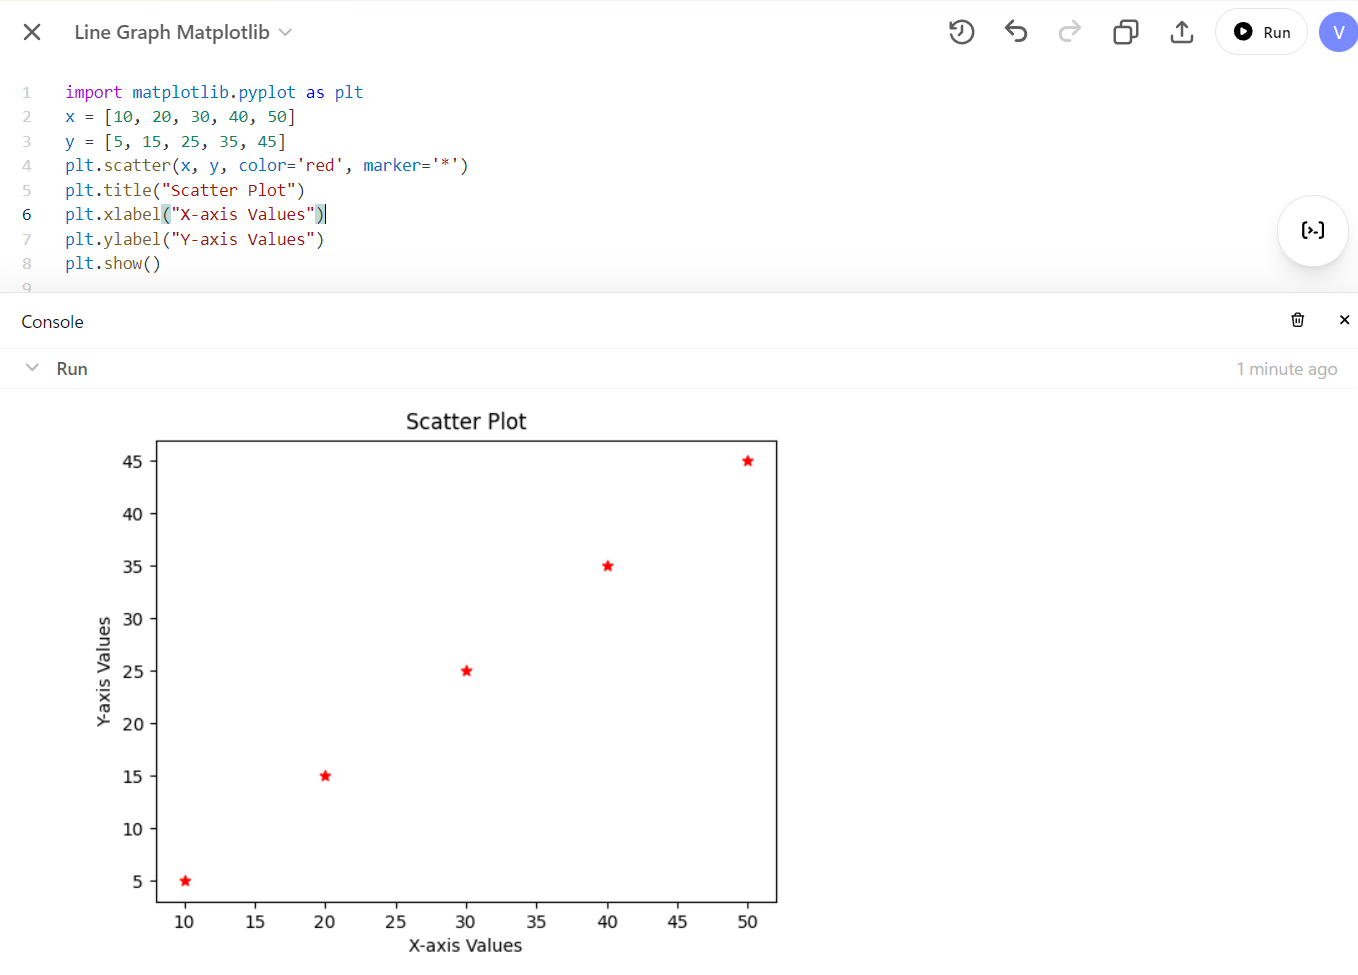 Line Graph Matplotlib
Run
V
1 import matplotlib.pyplot as plt
2 x = [10, 20, 30, 40, 50]
3 y = [5, 15, 25, 35, 45]
4 plt.scatter(x, y, color='red', marker='*')
5 plt.title("Scatter Plot")
6 plt.xlabel("X-axis Values")
7 plt.ylabel("Y-axis Values")
8 plt.show()
9
Console
Run 1 minute ago
Scatter Plot
45
40
35
30
25
20
15
10
5
Y-axis Values
10 15 20 25 30 35 40 45 50
X-axis Values